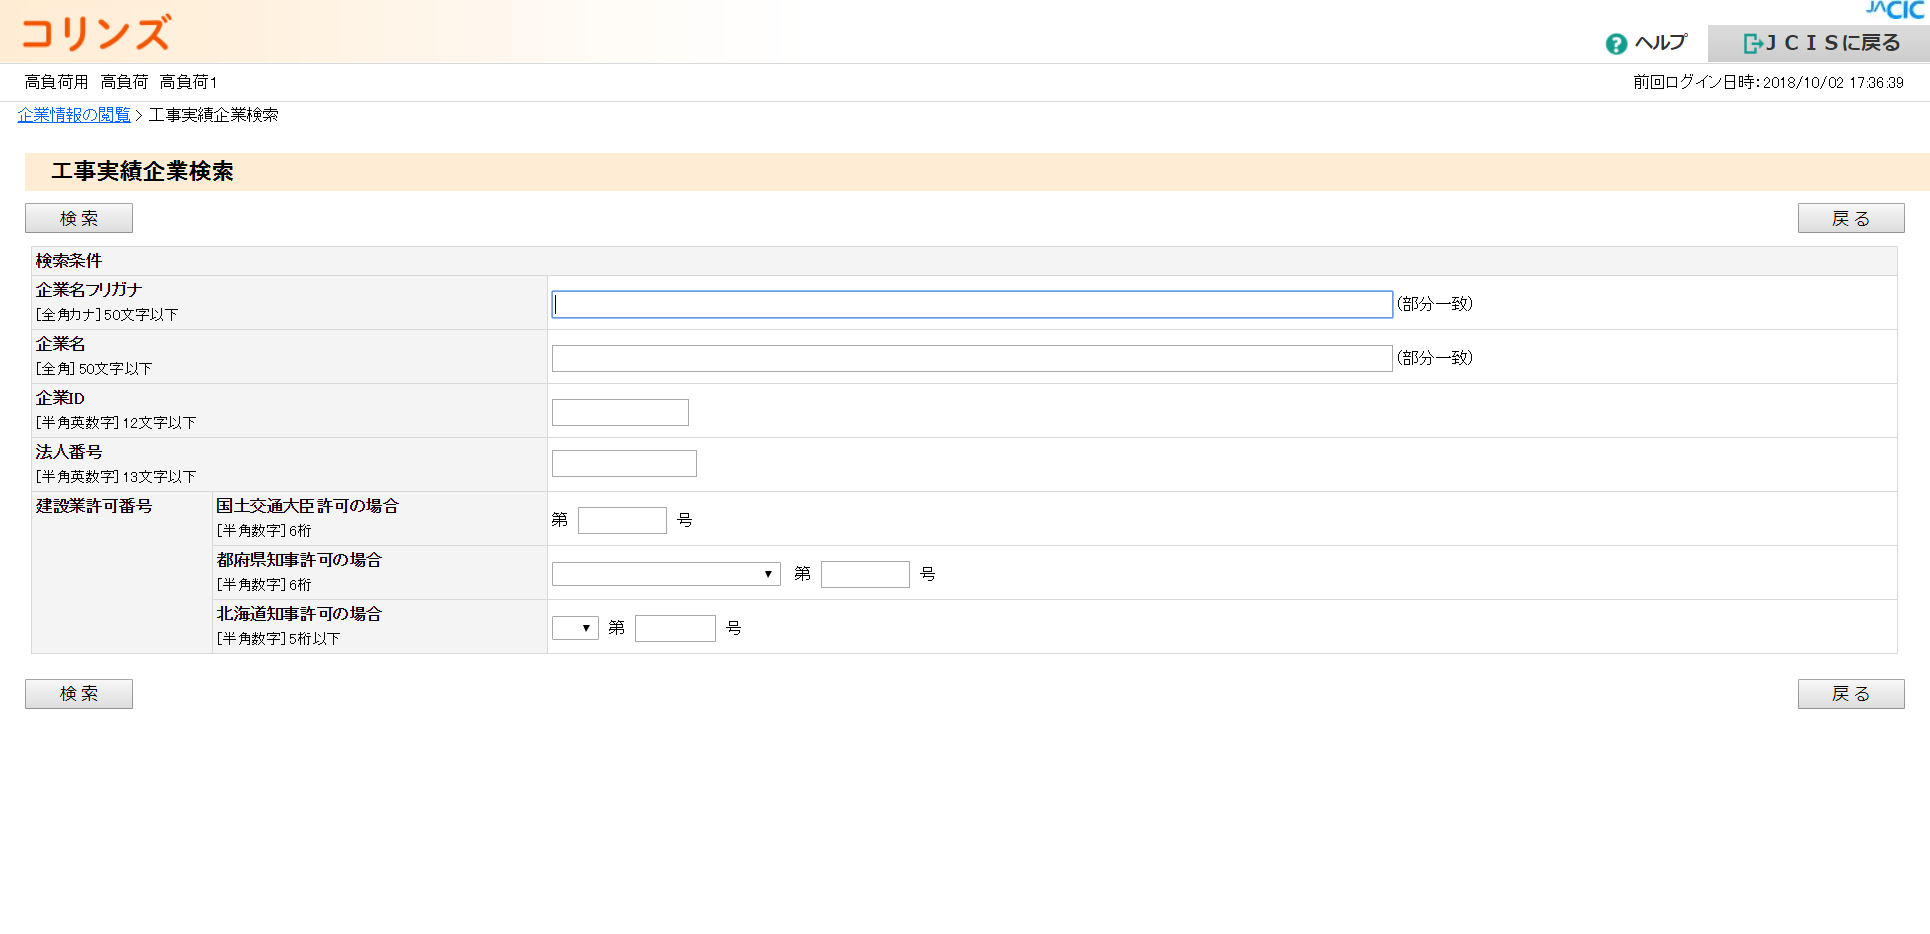 JACIC
コリンズ
ヘルプ
ＪＣＩＳに戻る
高負荷用 高負荷 高負荷1
前回ログイン日時：2018/10/02 17:36:39
企業情報の閲覧 > 工事実績企業検索
工事実績企業検索
検 索
戻 る
検索条件
企業名フリガナ
[全角カナ]50文字以下
(部分一致)
企業名
[全角]50文字以下
(部分一致)
企業ID
[半角英数字]12文字以下
法人番号
[半角英数字]13文字以下
建設業許可番号
国土交通大臣許可の場合
[半角数字]6桁
第 号
都府県知事許可の場合
[半角数字]6桁
第 号
北海道知事許可の場合
[半角数字]5桁以下
第 号
検 索
戻 る